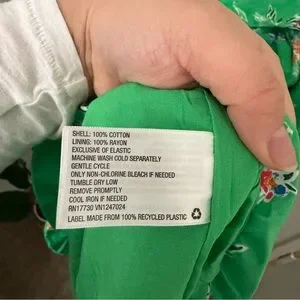 SHELL: 100% COTTON
LINING: 100% RAYON
EXCLUSIVE OF ELASTIC
MACHINE WASH COLD SEPARATELY
GENTLE CYCLE
ONLY NON-CHLORINE BLEACH IF NEEDED
TUMBLE DRY LOW
REMOVE PROMPTLY
COOL IRON IF NEEDED
RN17730 VN1247024
LABEL MADE FROM 100% RECYCLED PLASTIC